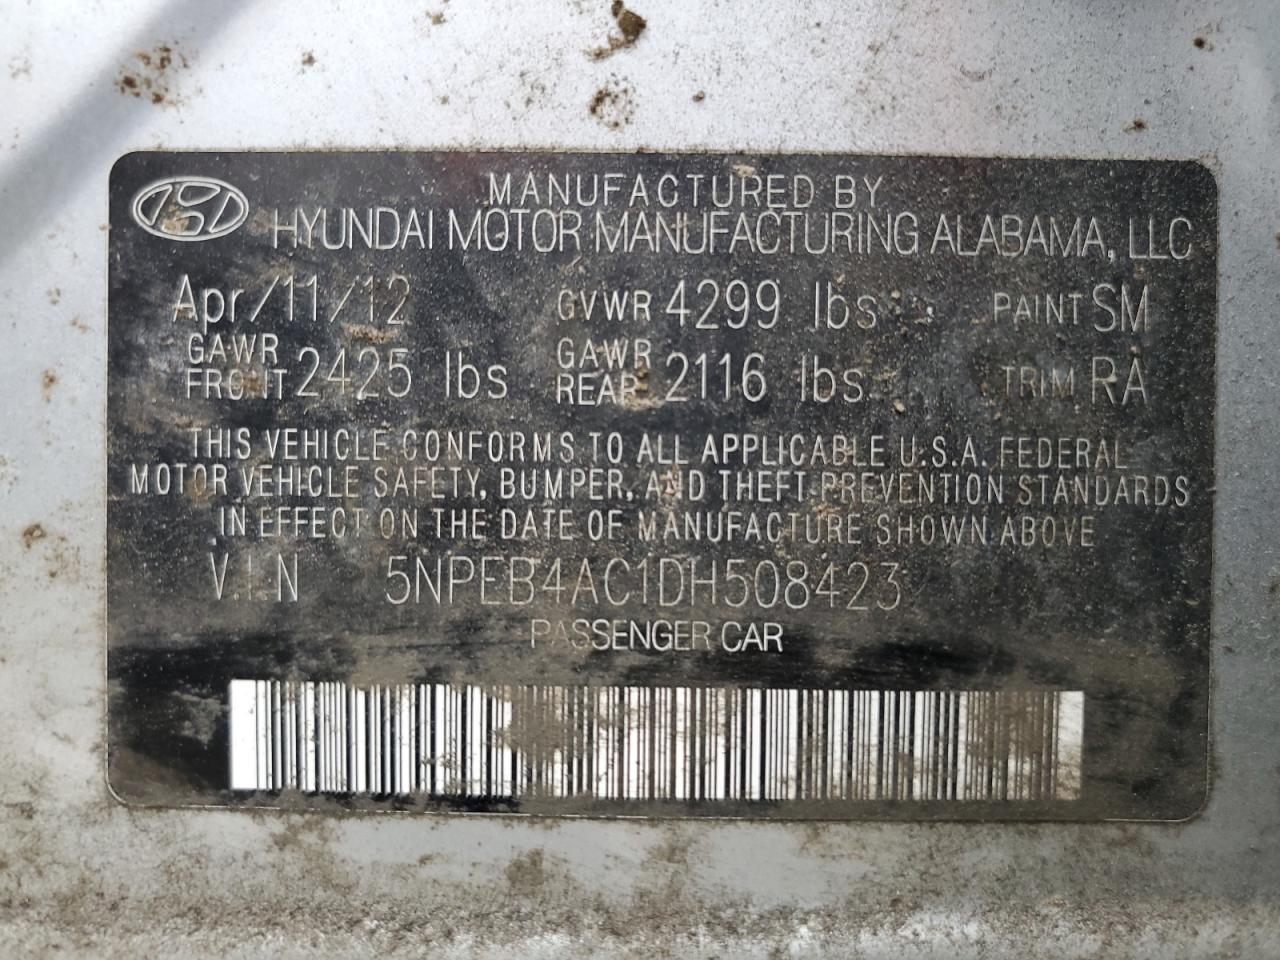 MANUFACTURED BY
HYUNDAI MOTOR MANUFACTURING ALABAMA, LLC
Apr/11/12 GVWR 4299 lbs PAINT SM
GAWR FRONT 2425 lbs GAWR REAR 2116 lbs TRIM RA
THIS VEHICLE CONFORMS TO ALL APPLICABLE U.S.A. FEDERAL
MOTOR VEHICLE SAFETY, BUMPER, AND THEFT PREVENTION STANDARDS
IN EFFECT ON THE DATE OF MANUFACTURE SHOWN ABOVE
V.I.N 5NPEB4AC1DH508423
PASSENGER CAR